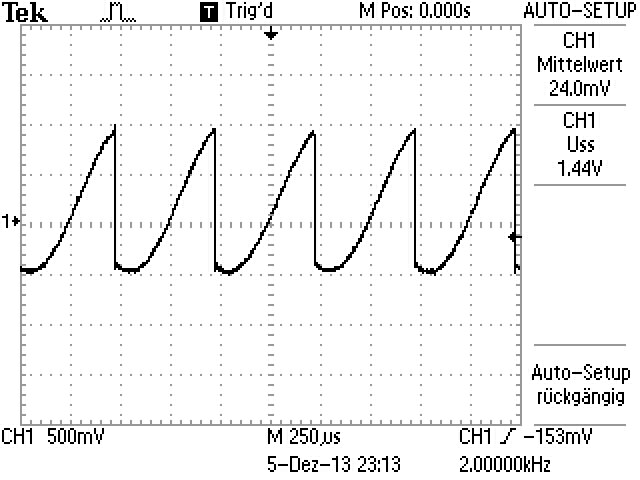 Tek T Trig'd M Pos: 0.000s AUTO-SETUP
CH1
Mittelwert
24.0mV
CH1
Uss
1.44V
1
Auto-Setup
rückgängig
CH1 500mV M 250µs CH1 -153mV
5-Dez-13 23:13 2.00000kHz